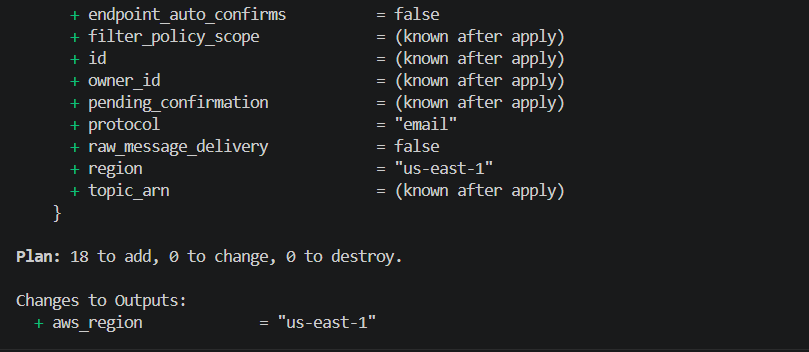 + endpoint_auto_confirms = false
+ filter_policy_scope = (known after apply)
+ id = (known after apply)
+ owner_id = (known after apply)
+ pending_confirmation = (known after apply)
+ protocol = "email"
+ raw_message_delivery = false
+ region = "us-east-1"
+ topic_arn = (known after apply)
}
Plan: 18 to add, 0 to change, 0 to destroy.
Changes to Outputs:
+ aws_region = "us-east-1"